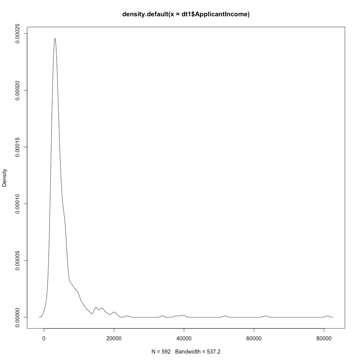 density.default(x = dt1$ApplicantIncome)
Density
0.00025
0.00020
0.00015
0.00010
0.00005
0.00000
0 20000 40000 60000 80000
N = 592 Bandwidth = 537.2